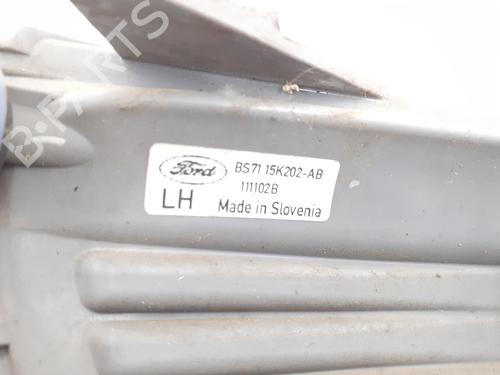 B-PARTS
Ford
BS71 15K202-AB
111102B
LH
Made in Slovenia